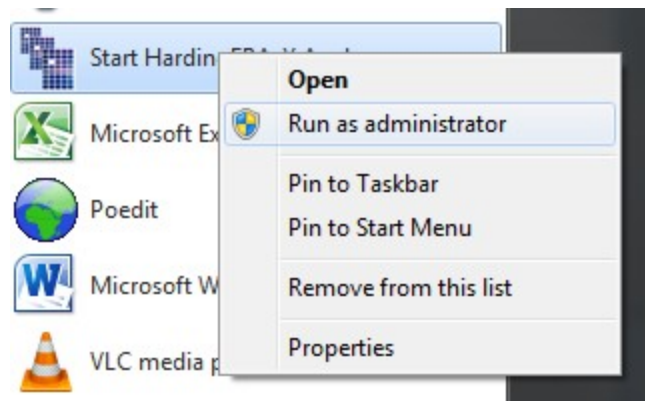 Start Hardin
Open
Microsoft Ex
Run as administrator
Pin to Taskbar
Poedit
Pin to Start Menu
Microsoft W
Remove from this list
VLC media p
Properties